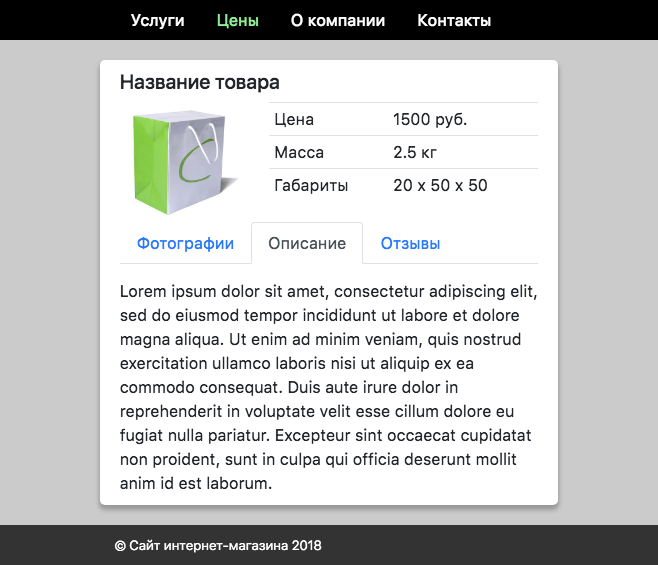 Услуги Цены О компании Контакты
Название товара
Цена 1500 руб.
Масса 2.5 кг
Габариты 20 x 50 x 50
Фотографии Описание Отзывы
Lorem ipsum dolor sit amet, consectetur adipiscing elit,
sed do eiusmod tempor incididunt ut labore et dolore
magna aliqua. Ut enim ad minim veniam, quis nostrud
exercitation ullamco laboris nisi ut aliquip ex ea
commodo consequat. Duis aute irure dolor in
reprehenderit in voluptate velit esse cillum dolore eu
fugiat nulla pariatur. Excepteur sint occaecat cupidatat
non proident, sunt in culpa qui officia deserunt mollit
anim id est laborum.
© Сайт интернет-магазина 2018